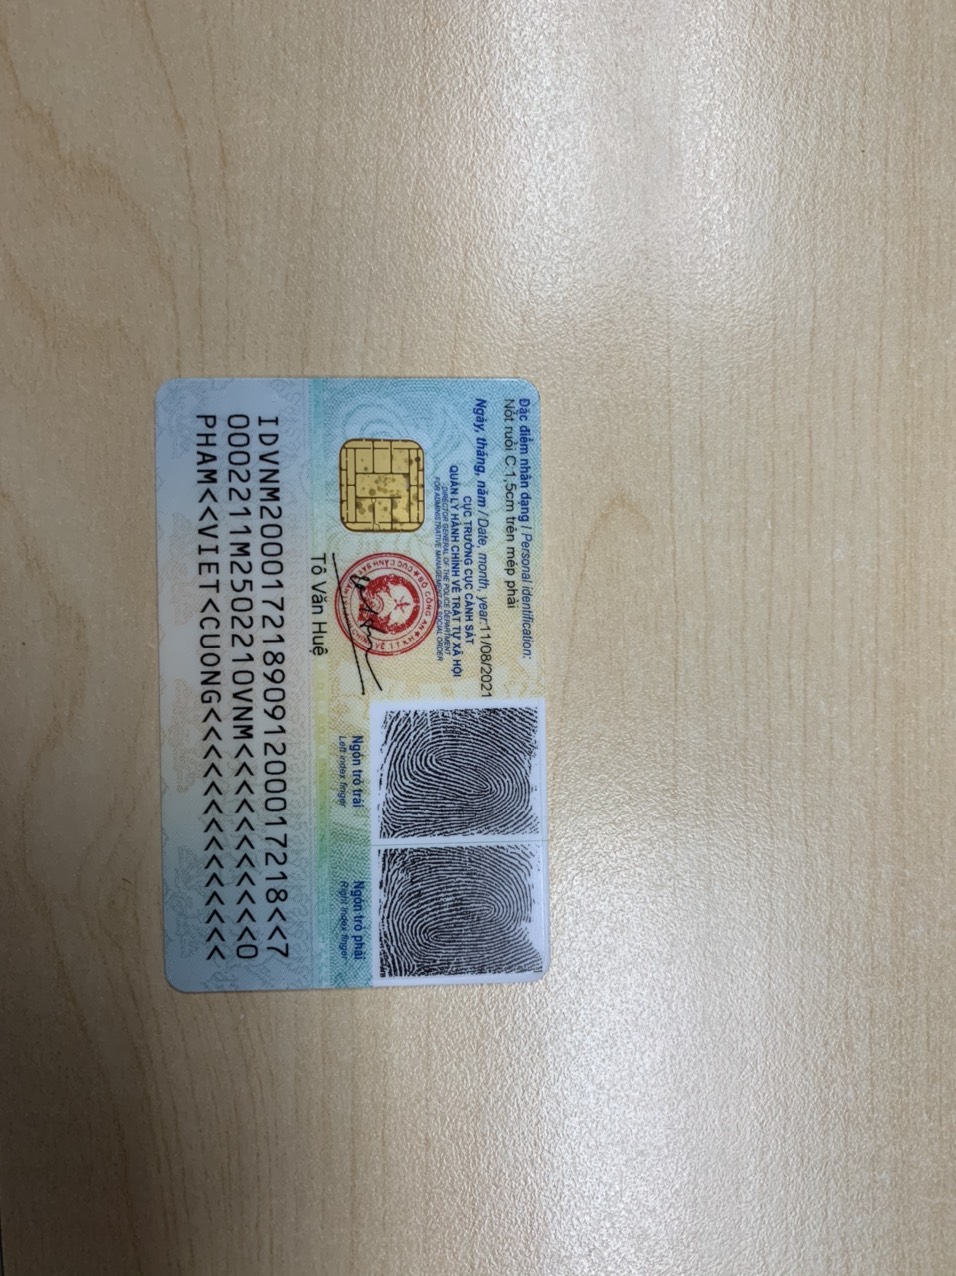 Đặc điểm nhân dạng / Personal identification:
Nốt ruồi C:1,5cm trên mép phải
Ngày, tháng, năm / Date, month, year:11/08/2021
CỤC TRƯỞNG CỤC CẢNH SÁT
QUẢN LÝ HÀNH CHÍNH VỀ TRẬT TỰ XÃ HỘI
DIRECTOR GENERAL OF THE POLICE DEPARTMENT
FOR ADMINISTRATIVE MANAGEMENT OF SOCIAL ORDER
BỘ CÔNG AN
Tô Văn Huệ
Ngón trỏ trái
Left index finger
Ngón trỏ phải
Right index finger
IDVNM2000172189091200017218<<7
0002211M2502210VNM<<<<<<<<<<<0
PHAM<<VIET<CUONG<<<<<<<<<<<<<<